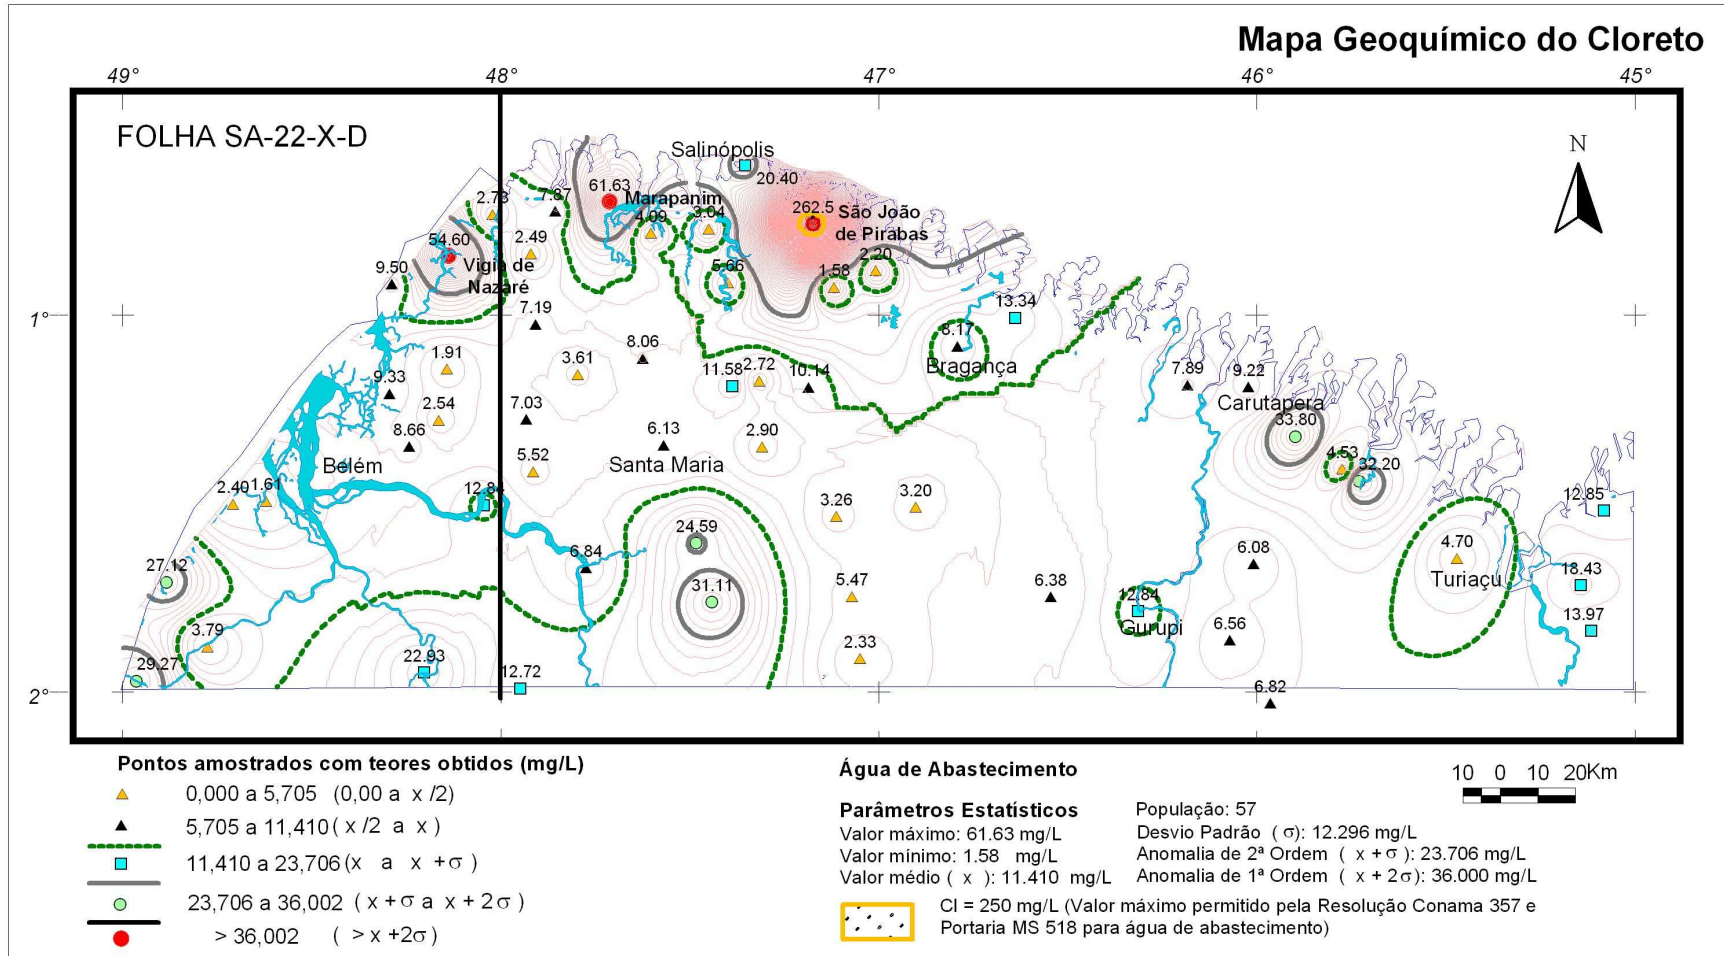 Mapa Geoquímico do Cloreto
49° 48° 47° 46° 45°
FOLHA SA-22-X-D
N
Salinópolis
20.40
2.73
7.87
61.63
Marapanim
4.09
3.04
262.5
São João
de Pirabas
54.60
Vigia de
Nazaré
2.49
9.50
5.66
1.58
2.20
1°
7.19
13.34
8.17
Bragança
8.06
1.91
3.61
11.58
2.72
10.14
7.89
9.22
9.33
2.54
7.03
Carutapera
33.80
8.66
6.13
2.90
Belém
5.52
Santa Maria
4.53
32.20
2.40
1.61
12.84
3.26
3.20
12.85
24.59
27.12
6.84
6.08
4.70
Turiaçu
18.43
31.11
5.47
6.38
12.84
Gurupi
13.97
3.79
6.56
29.27
22.93
12.72
2.33
2°
6.82
Pontos amostrados com teores obtidos (mg/L)
0,000 a 5,705 (0,00 a x /2)
5,705 a 11,410 ( x /2 a x )
11,410 a 23,706 (x a x + σ )
23,706 a 36,002 ( x + σ a x + 2 σ )
> 36,002 ( > x +2σ )
Água de Abastecimento
Parâmetros Estatísticos
Valor máximo: 61.63 mg/L
Valor mínimo: 1.58 mg/L
Valor médio ( x ): 11.410 mg/L
População: 57
Desvio Padrão ( σ): 12.296 mg/L
Anomalia de 2ª Ordem ( x + σ ): 23.706 mg/L
Anomalia de 1ª Ordem ( x + 2σ ): 36.000 mg/L
Cl = 250 mg/L (Valor máximo permitido pela Resolução Conama 357 e
Portaria MS 518 para água de abastecimento)
10 0 10 20Km